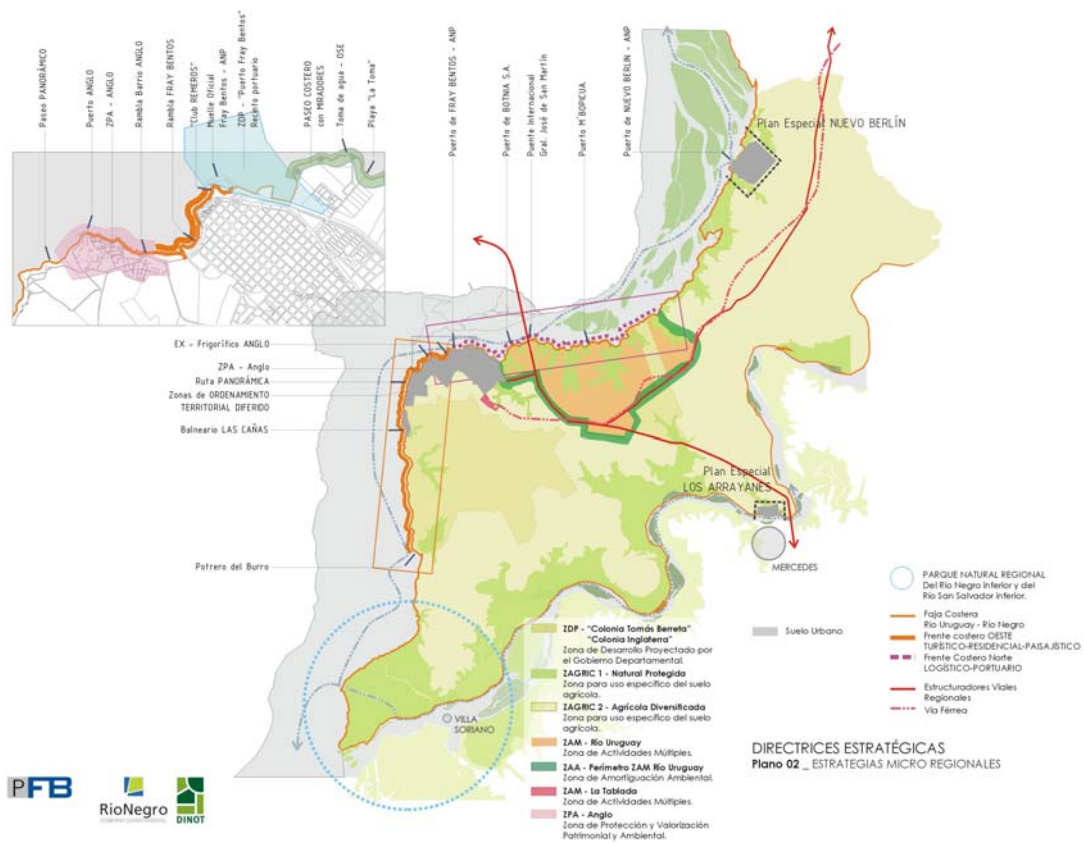 Paseo PANORÁMICO
Puerto ANGLO
ZPA - ANGLO
Rambla Barrio ANGLO
Rambla FRAY BENTOS
"Club REMEROS"
Muelle Oficial
Fray Bentos - ANP
ZDP - "Puerto Fray Bentos"
Recinto portuario
PASEO COSTERO
con MIRADORES
Toma de agua - OSE
Playa "La Toma"
Puerto de FRAY BENTOS - ANP
Puerto de BOTNIA S.A.
Puente Internacional
Gral. José de San Martín
Puerto M'BOPICUA
Puerto de NUEVO BERLIN - ANP
Plan Especial NUEVO BERLÍN
EX - Frigorífico ANGLO
ZPA - Anglo
Ruta PANORÁMICA
Zonas de ORDENAMIENTO
TERRITORIAL DIFERIDO
Balneario LAS CAÑAS
Potrero del Burro
Plan Especial
LOS ARRAYANES
MERCEDES
VILLA
SORIANO
ZDP - "Colonia Tomás Berreta"
"Colonia Inglaterra"
Zona de Desarrollo Proyectado por
el Gobierno Departamental.
ZAGRIC 1 - Natural Protegida
Zona para uso específico del suelo
agrícola.
ZAGRIC 2 - Agrícola Diversificada
Zona para uso específico del suelo
agrícola.
ZAM - Río Uruguay
Zona de Actividades Múltiples.
ZAA - Perímetro ZAM Río Uruguay
Zona de Amortiguación Ambiental.
ZAM - La Tablada
Zona de Actividades Múltiples.
ZPA - Anglo
Zona de Protección y Valorización
Patrimonial y Ambiental.
Suelo Urbano
PARQUE NATURAL REGIONAL
Del Río Negro inferior y del
Río San Salvador inferior.
Faja Costera
Río Uruguay - Río Negro
Frente costero OESTE
TURÍSTICO-RESIDENCIAL-PAISAJÍSTICO
Frente Costero Norte
LOGÍSTICO-PORTUARIO
Estructuradores Viales
Regionales
Vía Férrea
DIRECTRICES ESTRATÉGICAS
Plano 02 _ ESTRATEGIAS MICRO REGIONALES
PFB
RioNegro
GOBIERNO DEPARTAMENTAL
DINOT